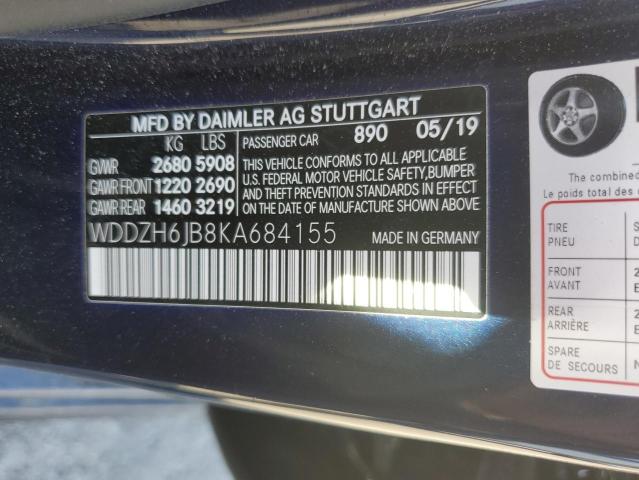 MFD BY DAIMLER AG STUTTGART
KG LBS PASSENGER CAR 890 05/19
GVWR 2680 5908
GAWR FRONT 1220 2690
GAWR REAR 1460 3219
THIS VEHICLE CONFORMS TO ALL APPLICABLE
U.S. FEDERAL MOTOR VEHICLE SAFETY, BUMPER
AND THEFT PREVENTION STANDARDS IN EFFECT
ON THE DATE OF MANUFACTURE SHOWN ABOVE
WDDZH6JB8KA684155 MADE IN GERMANY
The combined
Le poids total des
TIRE
PNEU
FRONT
AVANT
REAR
ARRIÈRE
SPARE
DE SECOURS